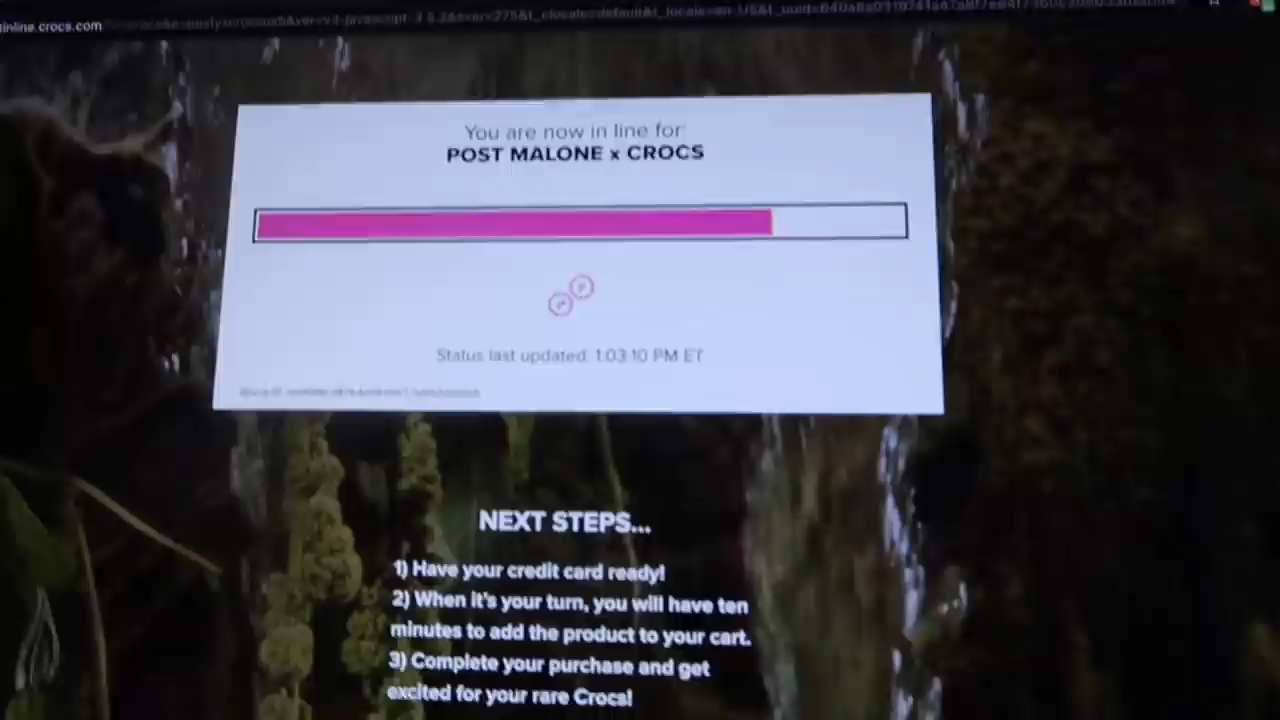 inline.crocs.com
You are now in line for:
POST MALONE x CROCS
Status last updated: 1:03:10 PM ET
NEXT STEPS...
1) Have your credit card ready!
2) When it's your turn, you will have ten
minutes to add the product to your cart.
3) Complete your purchase and get
excited for your rare Crocs!